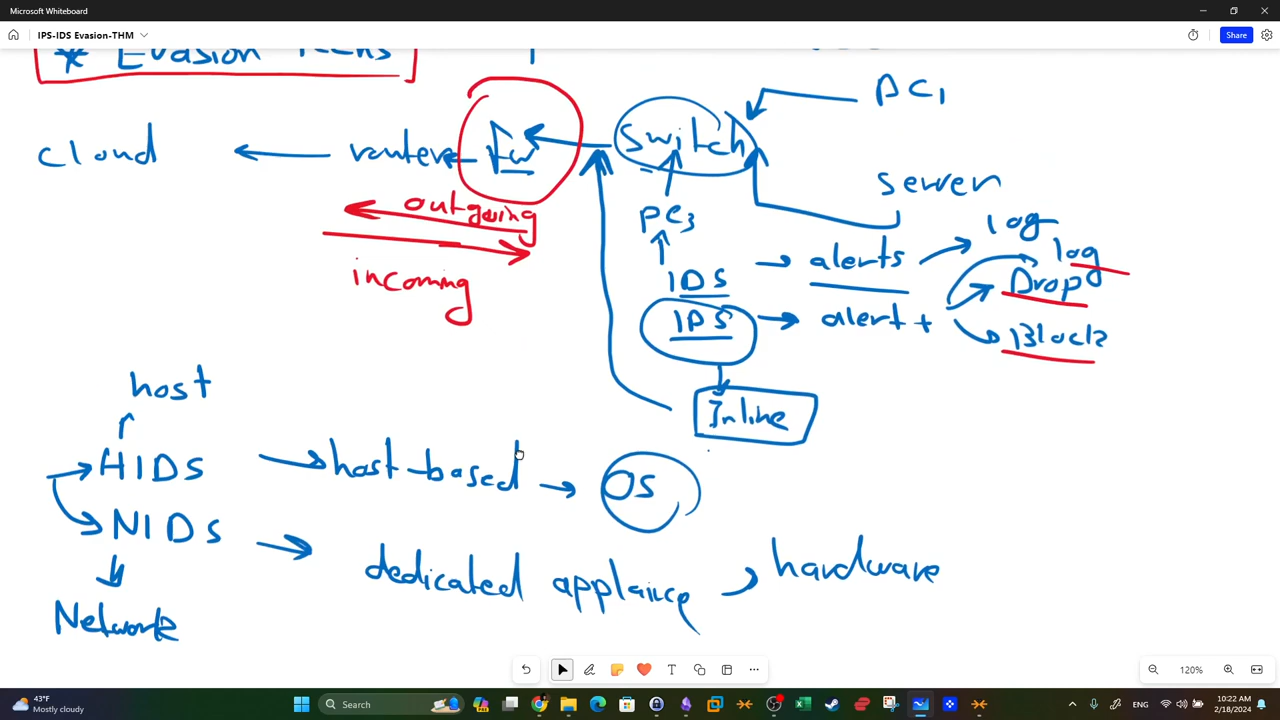 Microsoft Whiteboard
IPS-IDS Evasion-THM
Share
* Evasion Techs
PC1
cloud
router
Fw
switch
server
outgoing
PC3
log
incoming
IDS
alerts
log
Drop
IPS
alert +
Block
Inline
host
HIDS
host-based
OS
NIDS
dedicated appliance
hardware
Network
120%
43°F
Mostly cloudy
Search
ENG
10:22 AM
2/18/2024